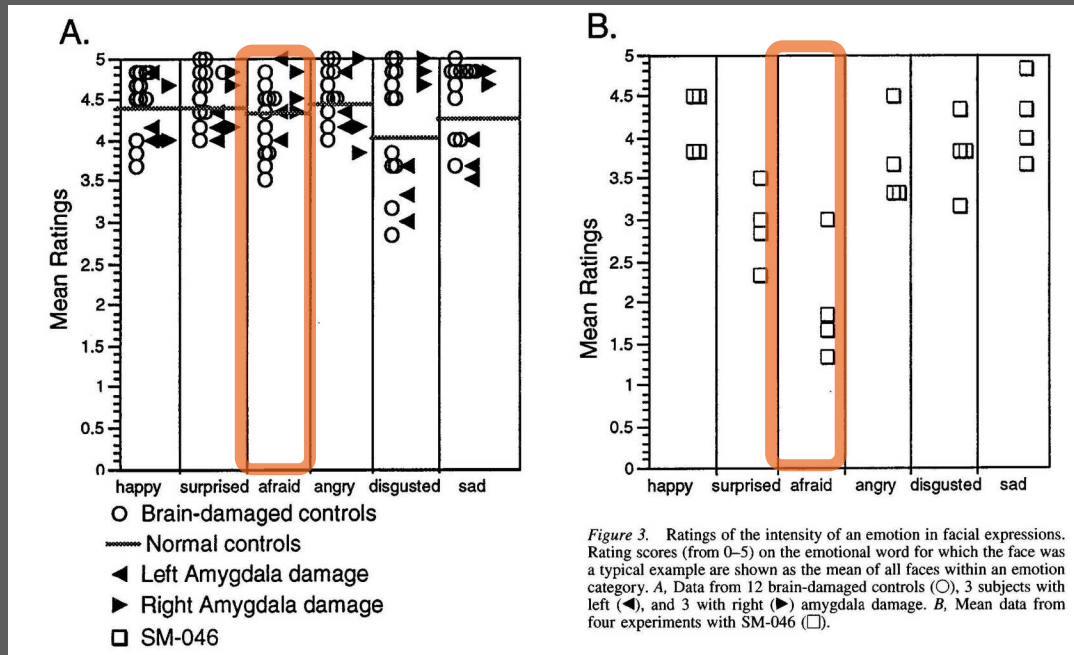 A.
5
4.5
4
3.5
3
2.5
2
1.5
1
0.5
0
Mean Ratings
happy surprised afraid angry disgusted sad
O Brain-damaged controls
Normal controls
◀ Left Amygdala damage
▶ Right Amygdala damage
□ SM-046
B.
5
4.5
4
3.5
3
2.5
2
1.5
1
0.5
0
Mean Ratings
happy surprised afraid angry disgusted sad
Figure 3. Ratings of the intensity of an emotion in facial expressions.
Rating scores (from 0–5) on the emotional word for which the face was
a typical example are shown as the mean of all faces within an emotion
category. A, Data from 12 brain-damaged controls (○), 3 subjects with
left (◀), and 3 with right (▶) amygdala damage. B, Mean data from
four experiments with SM-046 (□).